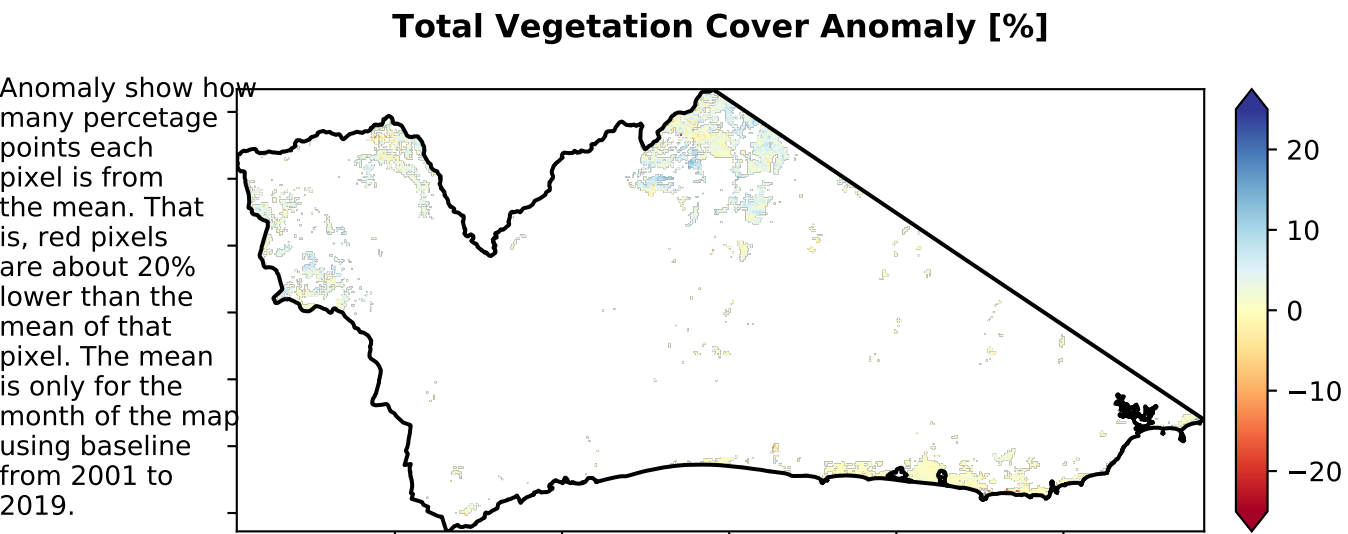 Total Vegetation Cover Anomaly [%]
Anomaly show how
many percetage
points each
pixel is from
the mean. That
is, red pixels
are about 20%
lower than the
mean of that
pixel. The mean
is only for the
month of the map
using baseline
from 2001 to
2019.
20
10
0
−10
−20